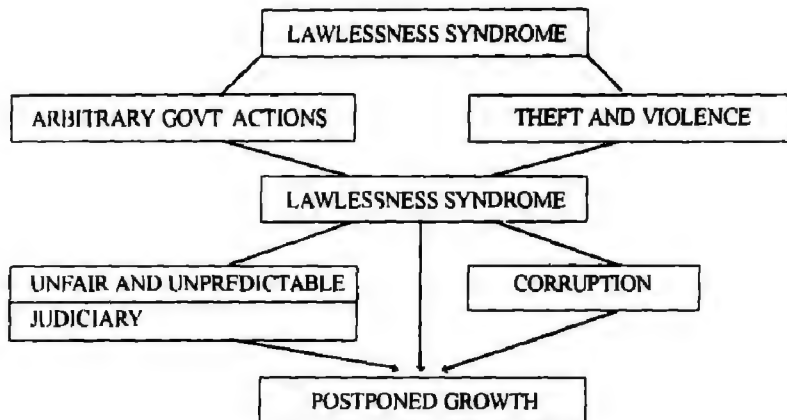 LAWLESSNESS SYNDROME
ARBITRARY GOVT ACTIONS
THEFT AND VIOLENCE
LAWLESSNESS SYNDROME
UNFAIR AND UNPREDICTABLE
JUDICIARY
CORRUPTION
POSTPONED GROWTH